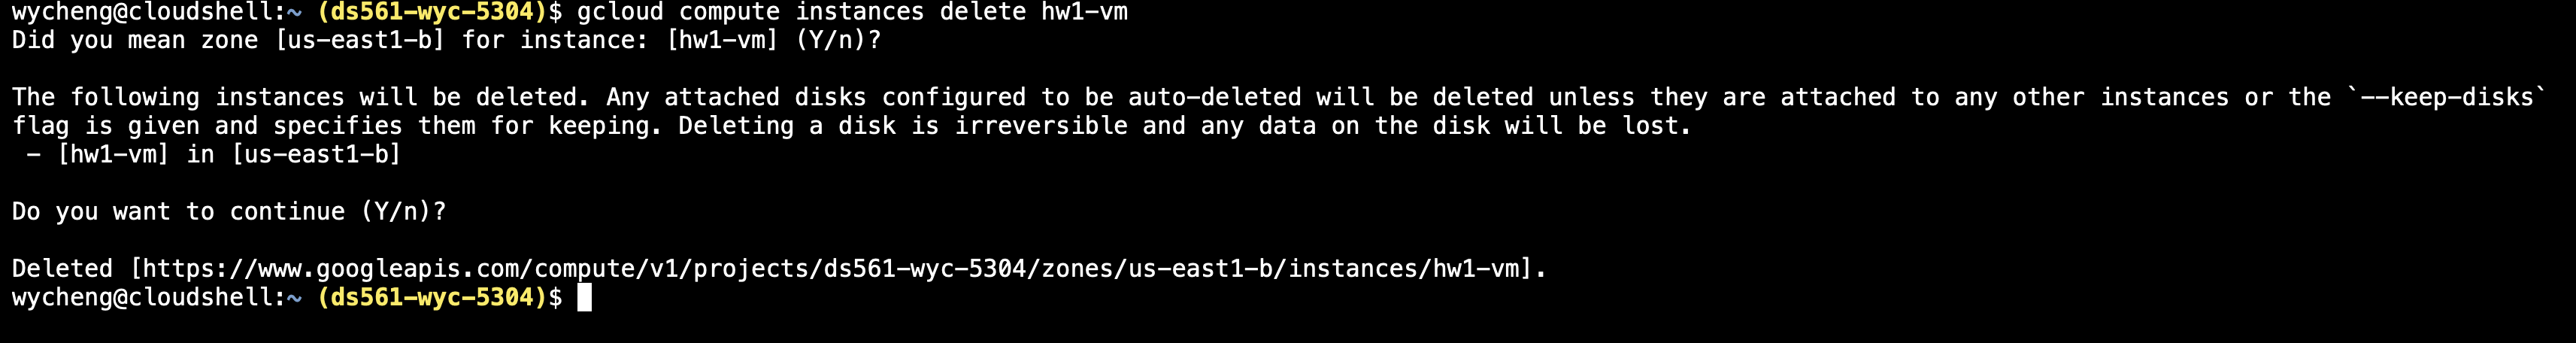 wycheng@cloudshell:~ (ds561-wyc-5304)$ gcloud compute instances delete hw1-vm
Did you mean zone [us-east1-b] for instance: [hw1-vm] (Y/n)?
The following instances will be deleted. Any attached disks configured to be auto-deleted will be deleted unless they are attached to any other instances or the `--keep-disks`
flag is given and specifies them for keeping. Deleting a disk is irreversible and any data on the disk will be lost.
 - [hw1-vm] in [us-east1-b]
Do you want to continue (Y/n)?
Deleted [https://www.googleapis.com/compute/v1/projects/ds561-wyc-5304/zones/us-east1-b/instances/hw1-vm].
wycheng@cloudshell:~ (ds561-wyc-5304)$